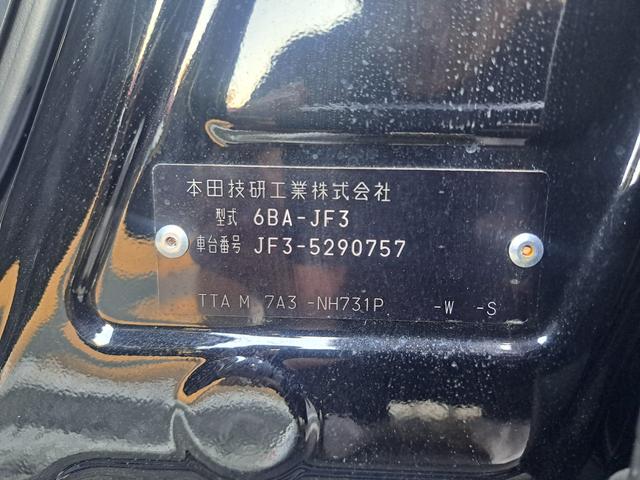 本田技研工業株式会社
型式 6BA-JF3
車台番号 JF3-5290757
TTA M 7A3 -NH731P -W -S